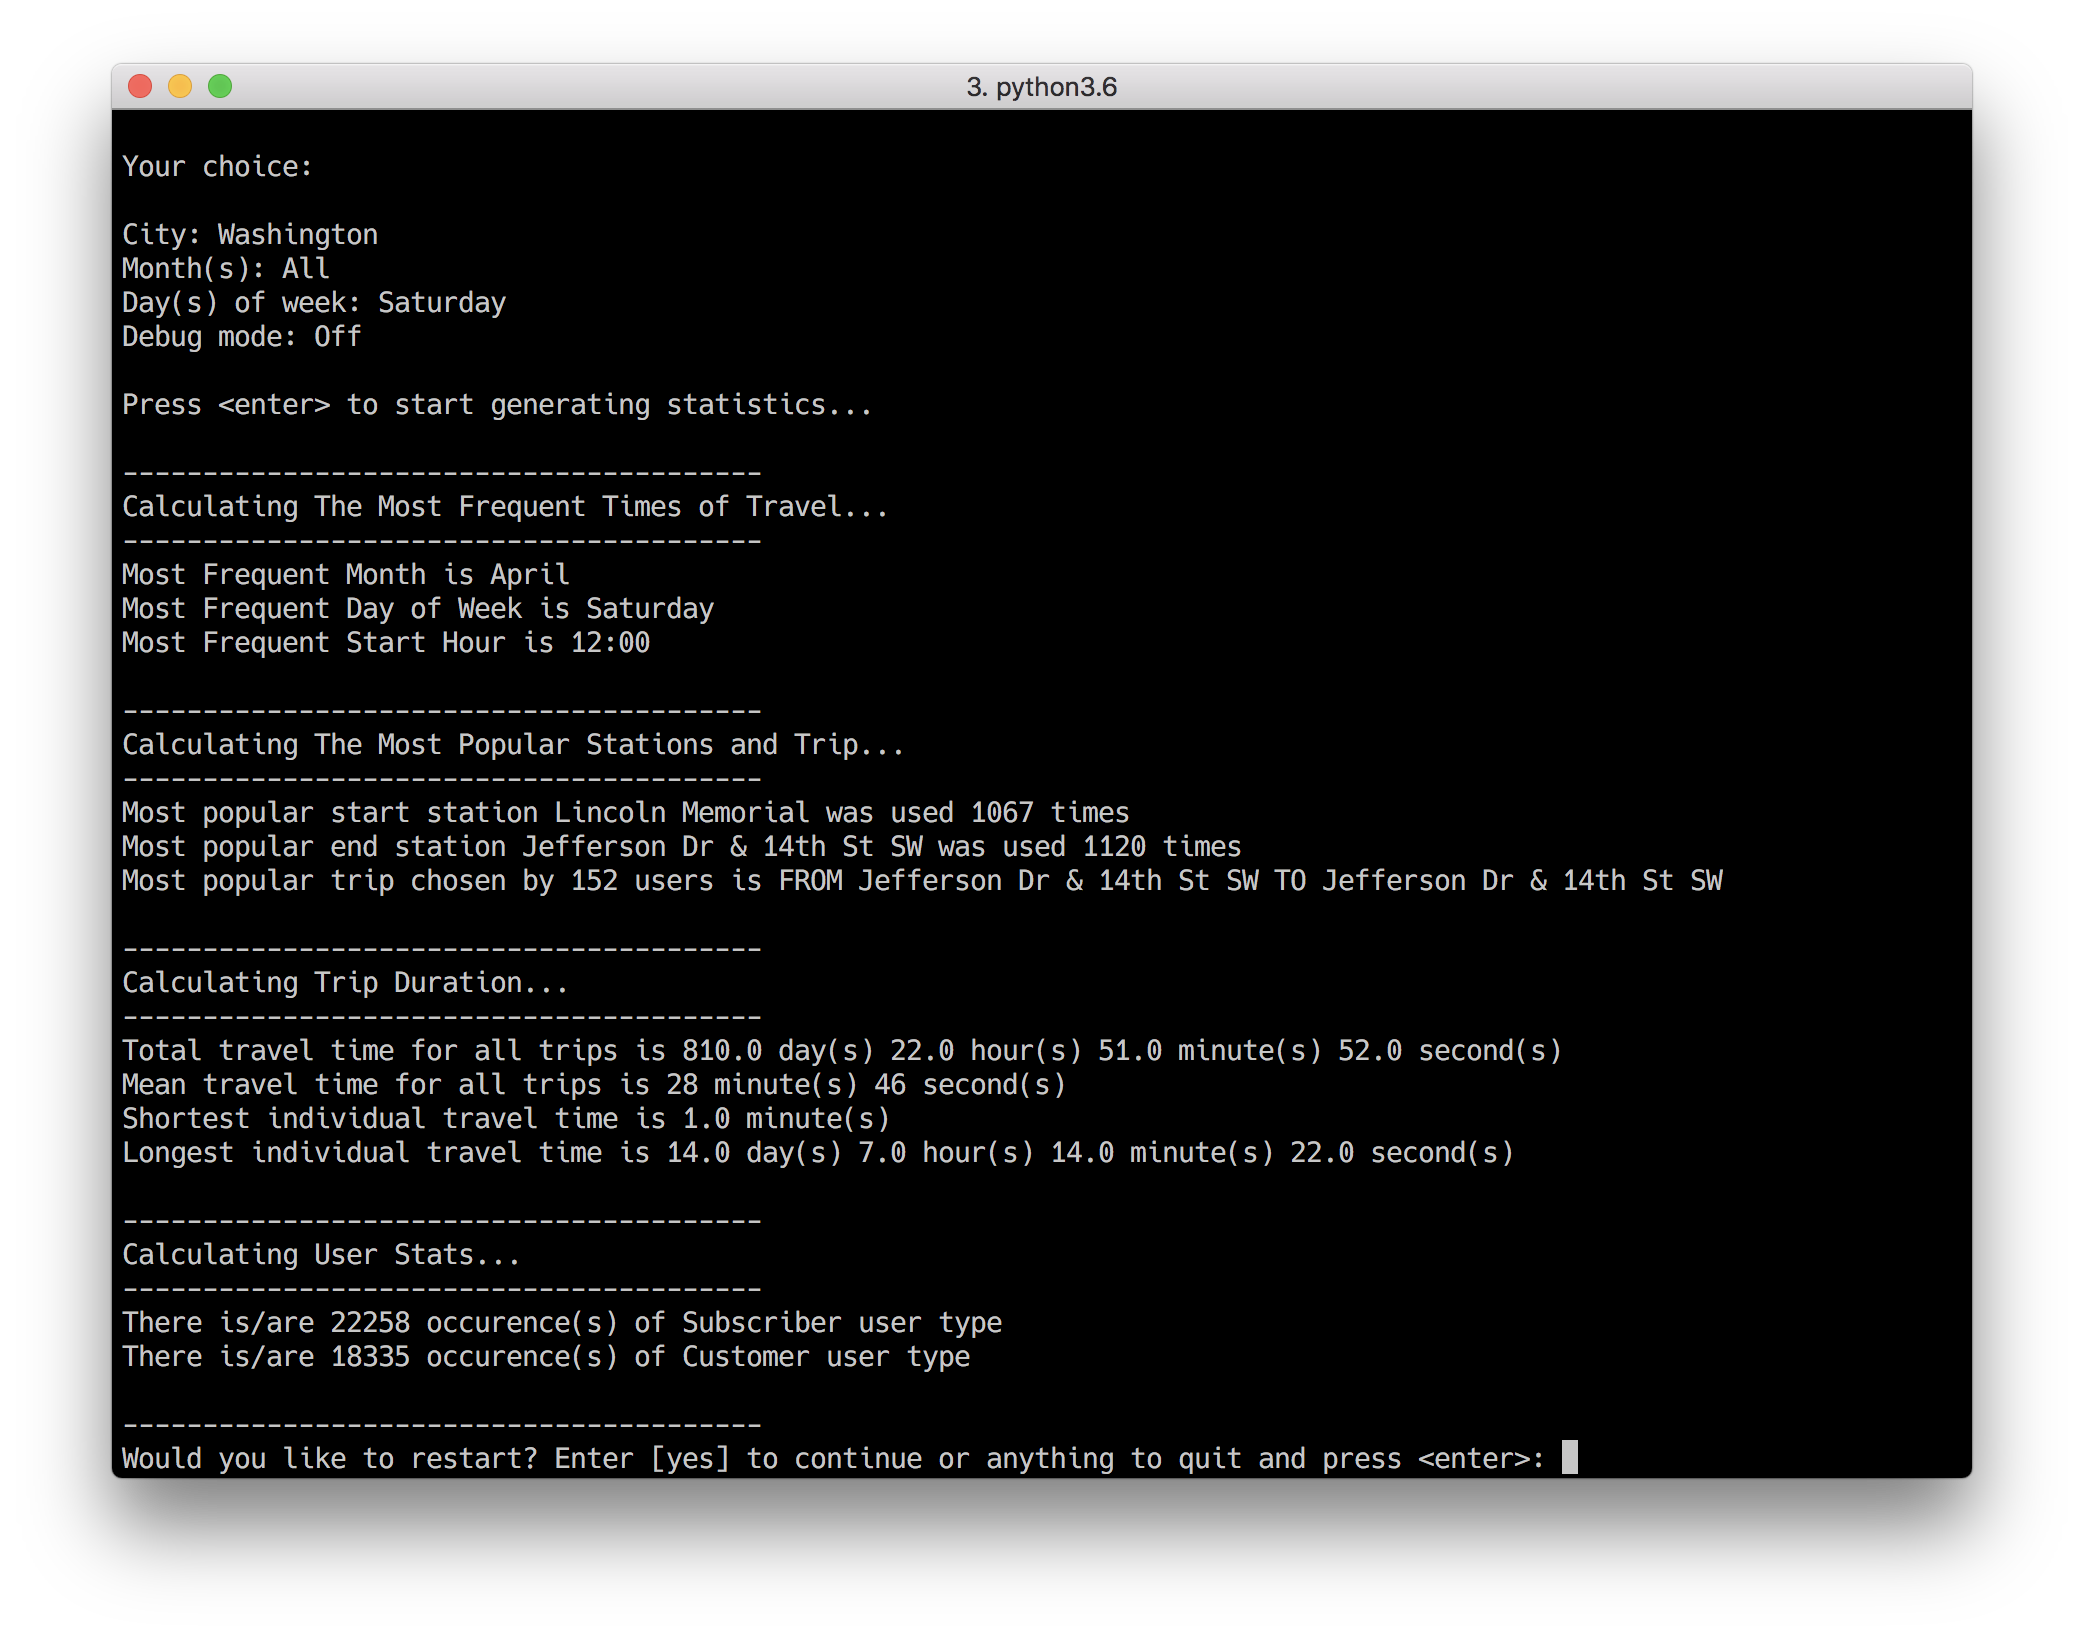 3. python3.6
Your choice:
City: Washington
Month(s): All
Day(s) of week: Saturday
Debug mode: Off
Press <enter> to start generating statistics...
----------------------------------------
Calculating The Most Frequent Times of Travel...
----------------------------------------
Most Frequent Month is April
Most Frequent Day of Week is Saturday
Most Frequent Start Hour is 12:00
----------------------------------------
Calculating The Most Popular Stations and Trip...
----------------------------------------
Most popular start station Lincoln Memorial was used 1067 times
Most popular end station Jefferson Dr & 14th St SW was used 1120 times
Most popular trip chosen by 152 users is FROM Jefferson Dr & 14th St SW TO Jefferson Dr & 14th St SW
----------------------------------------
Calculating Trip Duration...
----------------------------------------
Total travel time for all trips is 810.0 day(s) 22.0 hour(s) 51.0 minute(s) 52.0 second(s)
Mean travel time for all trips is 28 minute(s) 46 second(s)
Shortest individual travel time is 1.0 minute(s)
Longest individual travel time is 14.0 day(s) 7.0 hour(s) 14.0 minute(s) 22.0 second(s)
----------------------------------------
Calculating User Stats...
----------------------------------------
There is/are 22258 occurence(s) of Subscriber user type
There is/are 18335 occurence(s) of Customer user type
----------------------------------------
Would you like to restart? Enter [yes] to continue or anything to quit and press <enter>: